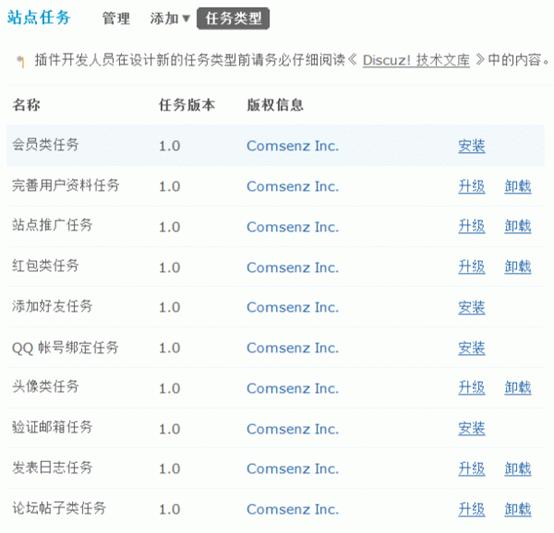 站点任务 管理 添加 任务类型
插件开发人员在设计新的任务类型前请务必仔细阅读《 Discuz! 技术文库 》中的内容。
名称 任务版本 版权信息
会员类任务 1.0 Comsenz Inc. 安装
完善用户资料任务 1.0 Comsenz Inc. 升级 卸载
站点推广任务 1.0 Comsenz Inc. 升级 卸载
红包类任务 1.0 Comsenz Inc. 升级 卸载
添加好友任务 1.0 Comsenz Inc. 安装
QQ 帐号绑定任务 1.0 Comsenz Inc. 安装
头像类任务 1.0 Comsenz Inc. 升级 卸载
验证邮箱任务 1.0 Comsenz Inc. 安装
发表日志任务 1.0 Comsenz Inc. 升级 卸载
论坛帖子类任务 1.0 Comsenz Inc. 升级 卸载